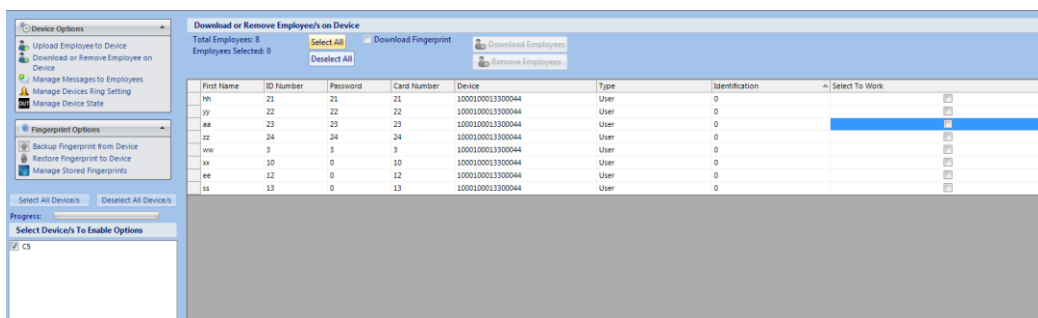 Device Options
Upload Employee to Device
Download or Remove Employee on
Device
Manage Messages to Employees
Manage Devices Ring Setting
OUT Manage Device State
Fingerprint Options
Backup Fingerprint from Device
Restore Fingerprint to Device
Manage Stored Fingerprints
Select All Device/s Deselect All Device/s
Progress:
Select Device/s To Enable Options
C5
Download or Remove Employee/s on Device
Total Employees: 8 Select All Download Fingerprint Download Employees
Employees Selected: 0 Deselect All Remove Employees
First Name ID Number Password Card Number Device Type Identification Select To Work
hh 21 21 21 1000100013300044 User 0
yy 22 22 22 1000100013300044 User 0
aa 23 23 23 1000100013300044 User 0
zz 24 24 24 1000100013300044 User 0
ww 3 3 3 1000100013300044 User 0
xx 10 0 10 1000100013300044 User 0
ee 12 0 12 1000100013300044 User 0
ss 13 0 13 1000100013300044 User 0